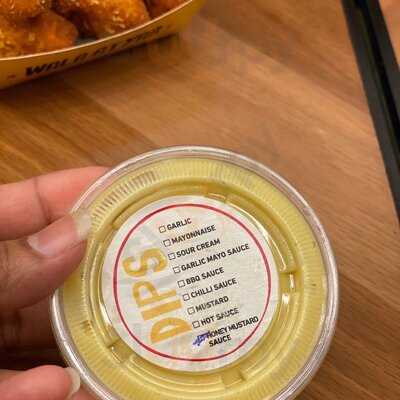 DIPS
GARLIC
MAYONNAISE
SOUR CREAM
GARLIC MAYO SAUCE
BBQ SAUCE
CHILLI SAUCE
MUSTARD
HOT SAUCE
HONEY MUSTARD
SAUCE